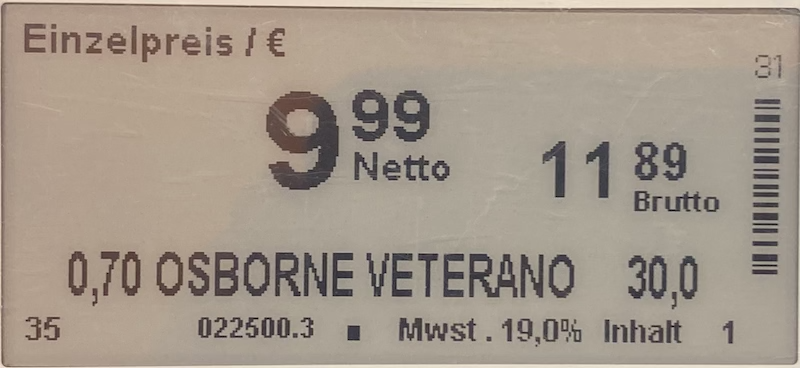 Einzelpreis / €
31
9 99
Netto
11 89
Brutto
0,70 OSBORNE VETERANO 30,0
35 022500.3 ▪ Mwst . 19,0% Inhalt 1